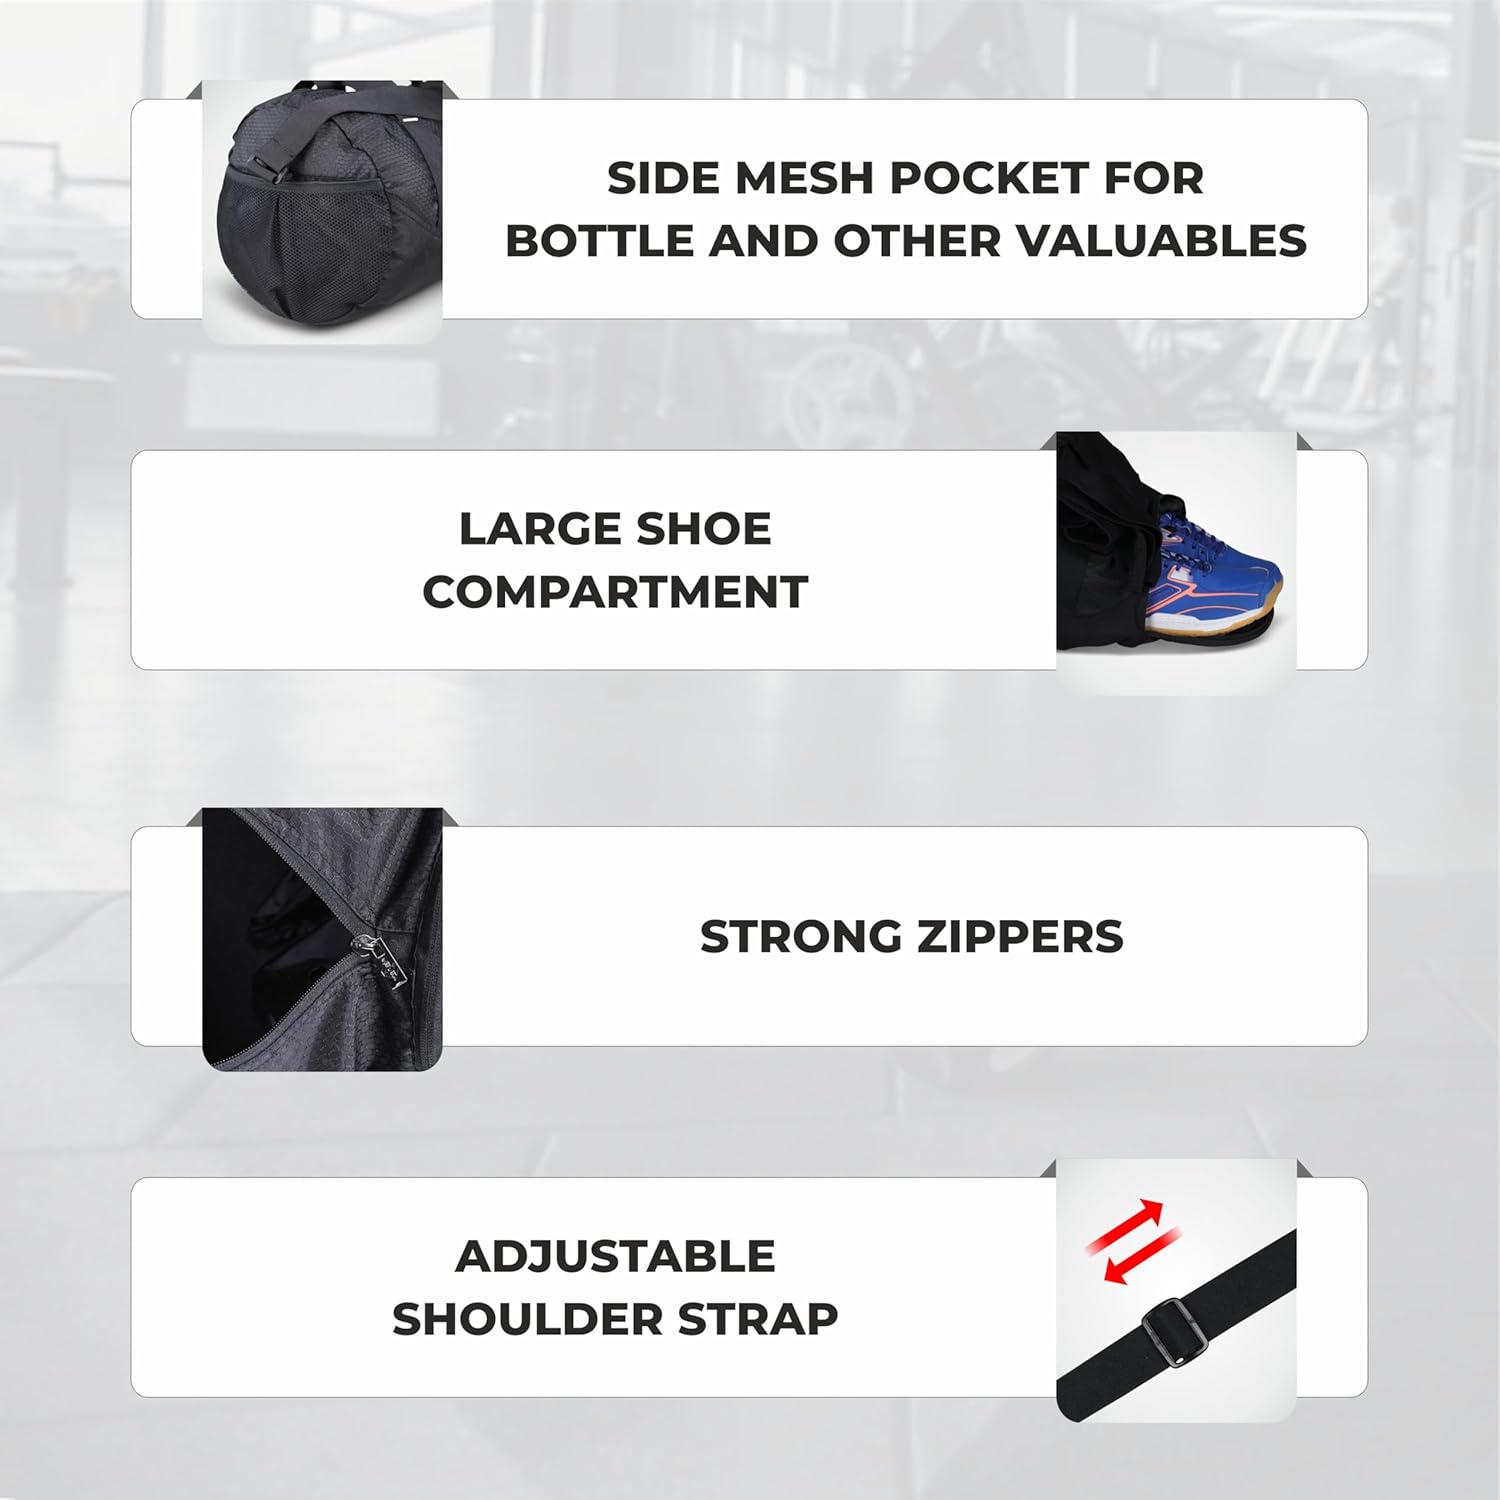 SIDE MESH POCKET FOR
BOTTLE AND OTHER VALUABLES
LARGE SHOE
COMPARTMENT
STRONG ZIPPERS
ADJUSTABLE
SHOULDER STRAP